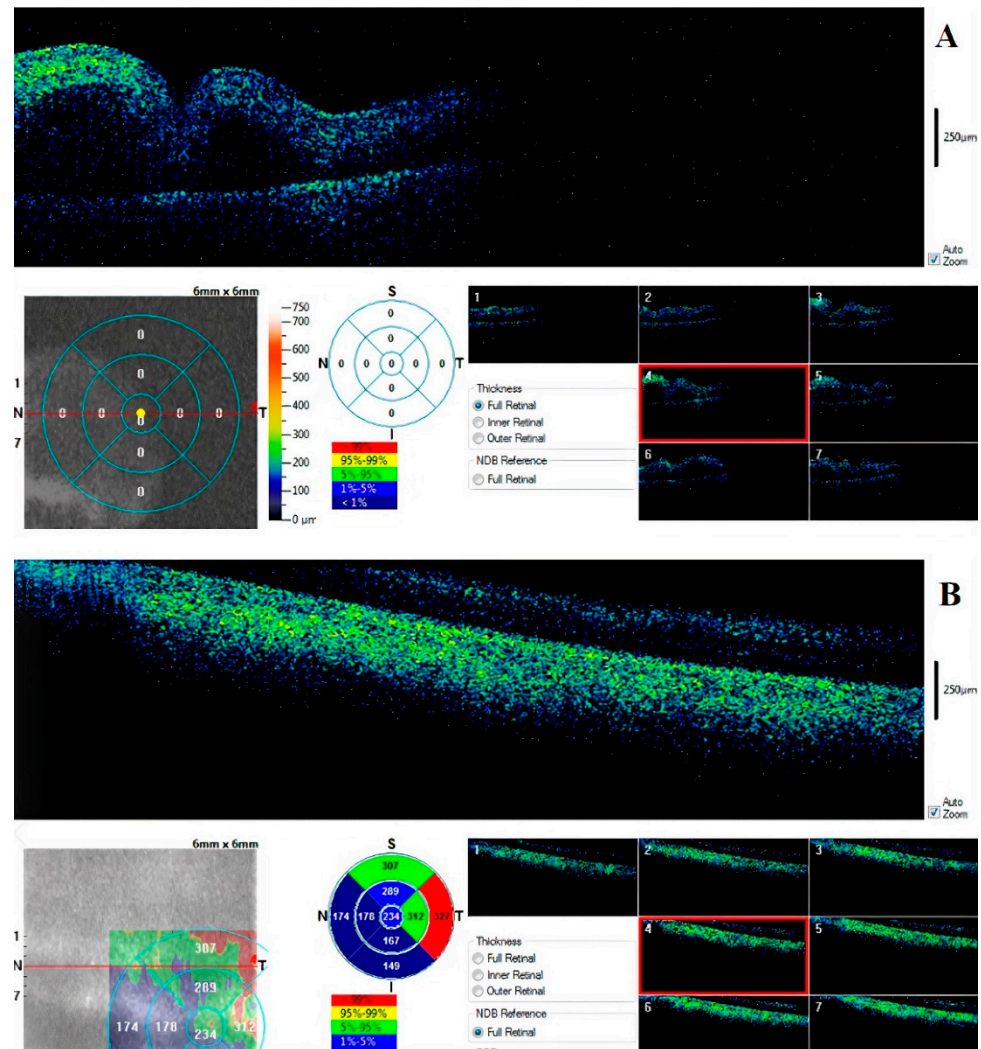 A
250µm
Auto
Zoom
6mm x 6mm
0
0
0 0 0 0
0
0
0
1
N T
7
750
700
600
500
400
300
200
100
0 µm
S
0
0
N 0 0 0 0 0 T
0
0
I
> 99%
95%-99%
5%-95%
1%-5%
< 1%
Thickness
Full Retinal
Inner Retinal
Outer Retinal
NDB Reference
Full Retinal
1 2 3
4 5
6 7
B
250µm
Auto
Zoom
6mm x 6mm
1
N 4 T
7
307
289
174 178 234 312
S
307
289
N 174 178 234 312 327 T
167
149
I
> 99%
95%-99%
5%-95%
1%-5%
Thickness
Full Retinal
Inner Retinal
Outer Retinal
NDB Reference
Full Retinal
1 2 3
4 5
6 7